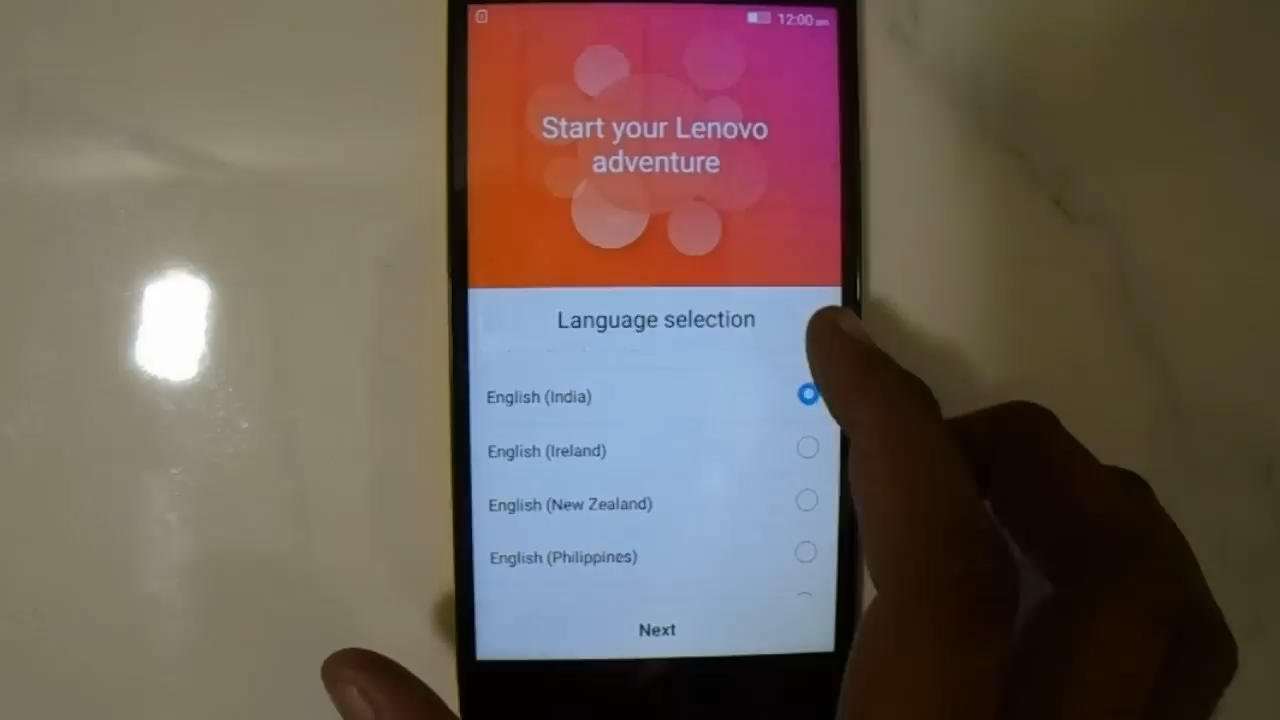 12:00
Start your Lenovo
adventure
Language selection
English (India)
English (Ireland)
English (New Zealand)
English (Philippines)
Next